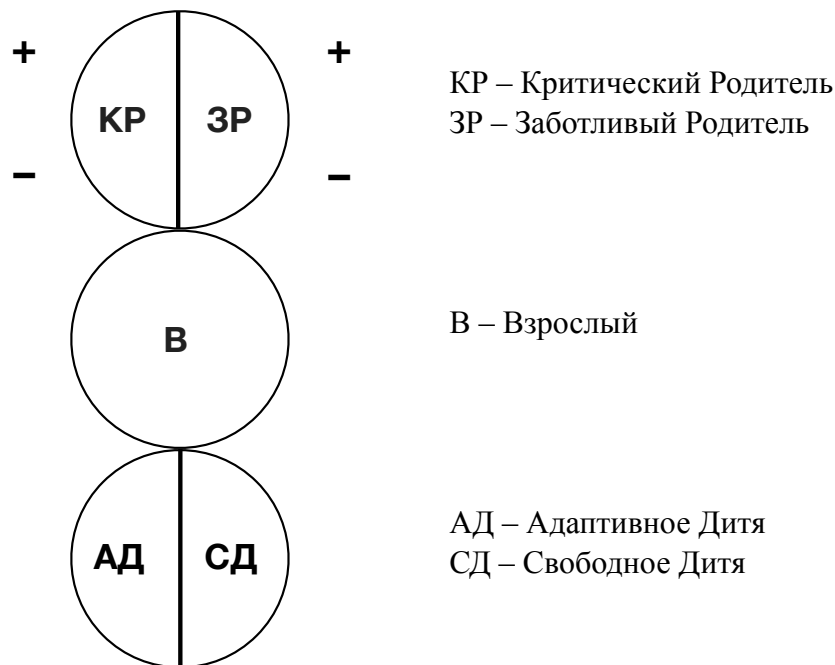 + +
КР ЗР
– –
КР – Критический Родитель
ЗР – Заботливый Родитель
В
В – Взрослый
АД СД
АД – Адаптивное Дитя
СД – Свободное Дитя